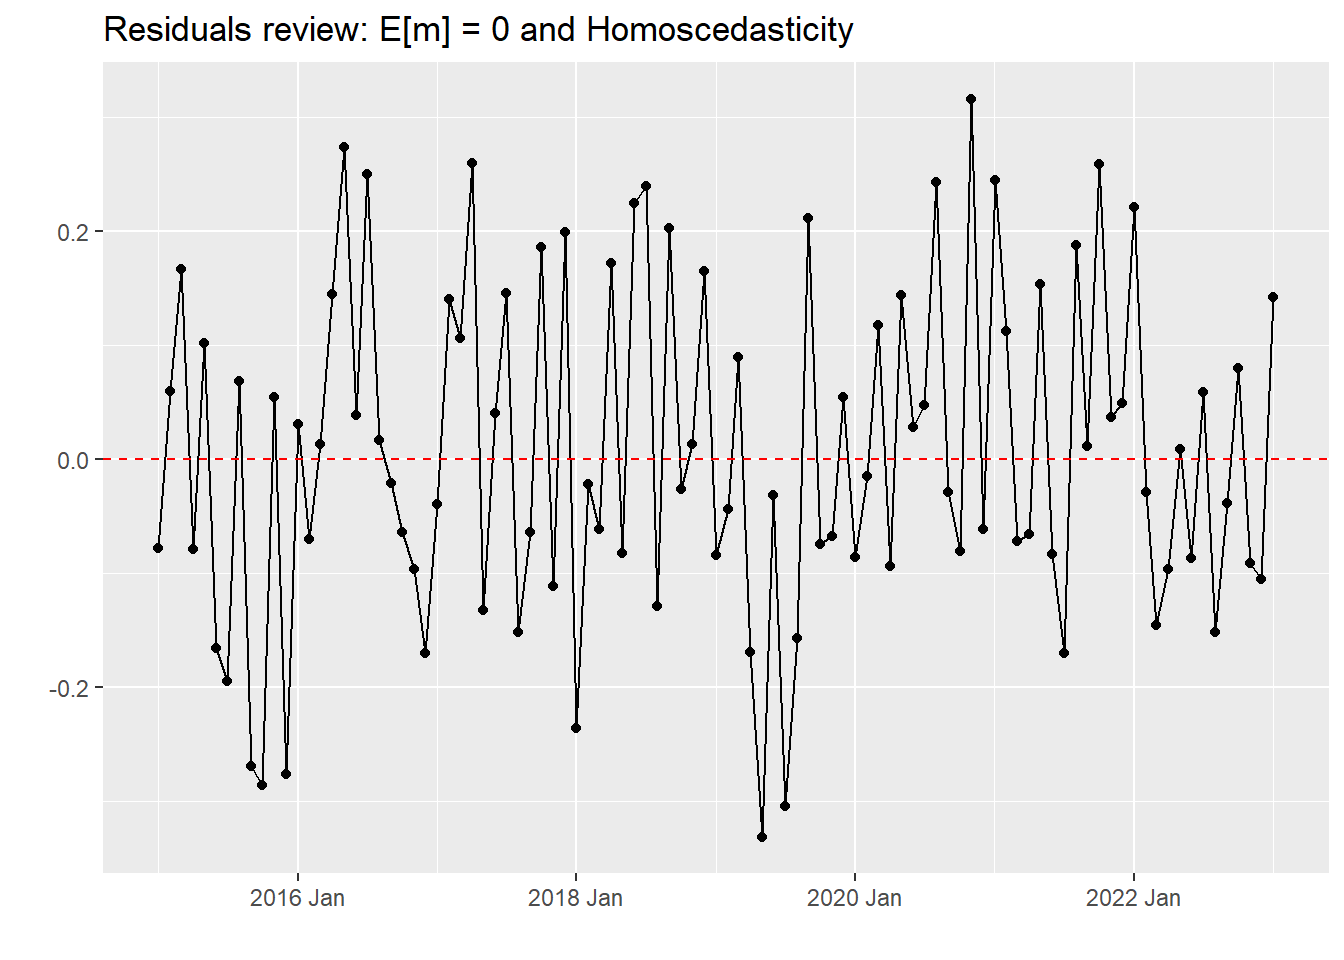 Residuals review: E[m] = 0 and Homoscedasticity
0.2
0.0
-0.2
2016 Jan
2018 Jan
2020 Jan
2022 Jan